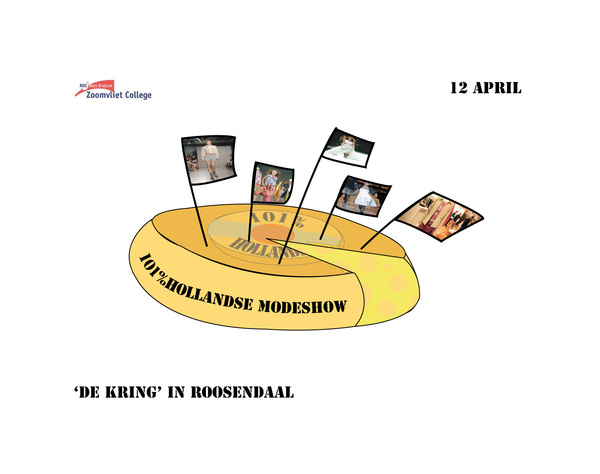 ROC West-Brabant
Zoomvliet College
12 APRIL
101%
HOLLANDS
101%HOLLANDSE MODESHOW
‘DE KRING’ IN ROOSENDAAL